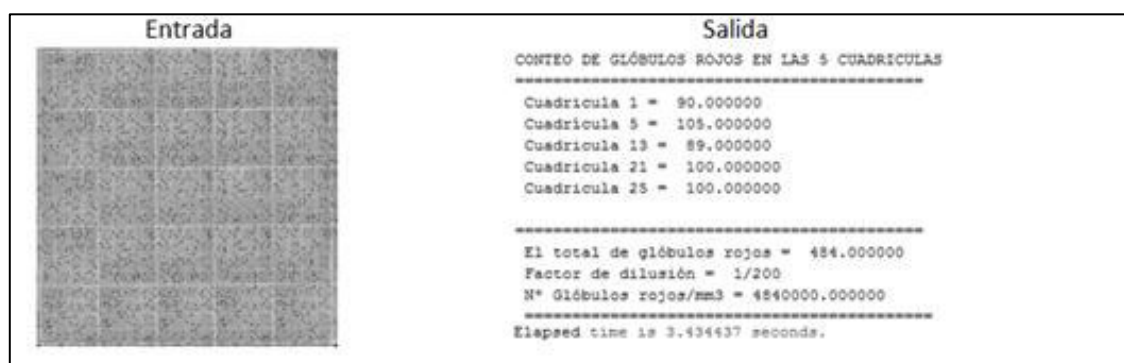 Entrada
Salida
CONTEO DE GLÓBULOS ROJOS EN LAS 5 CUADRICULAS
=============================================
Cuadricula 1 = 90.000000
Cuadricula 5 = 105.000000
Cuadricula 13 = 89.000000
Cuadricula 21 = 100.000000
Cuadricula 25 = 100.000000
=============================================
El total de glóbulos rojos = 484.000000
Factor de dilusión = 1/200
N° Glóbulos rojos/mm3 = 4840000.000000
=============================================
Elapsed time is 3.434437 seconds.